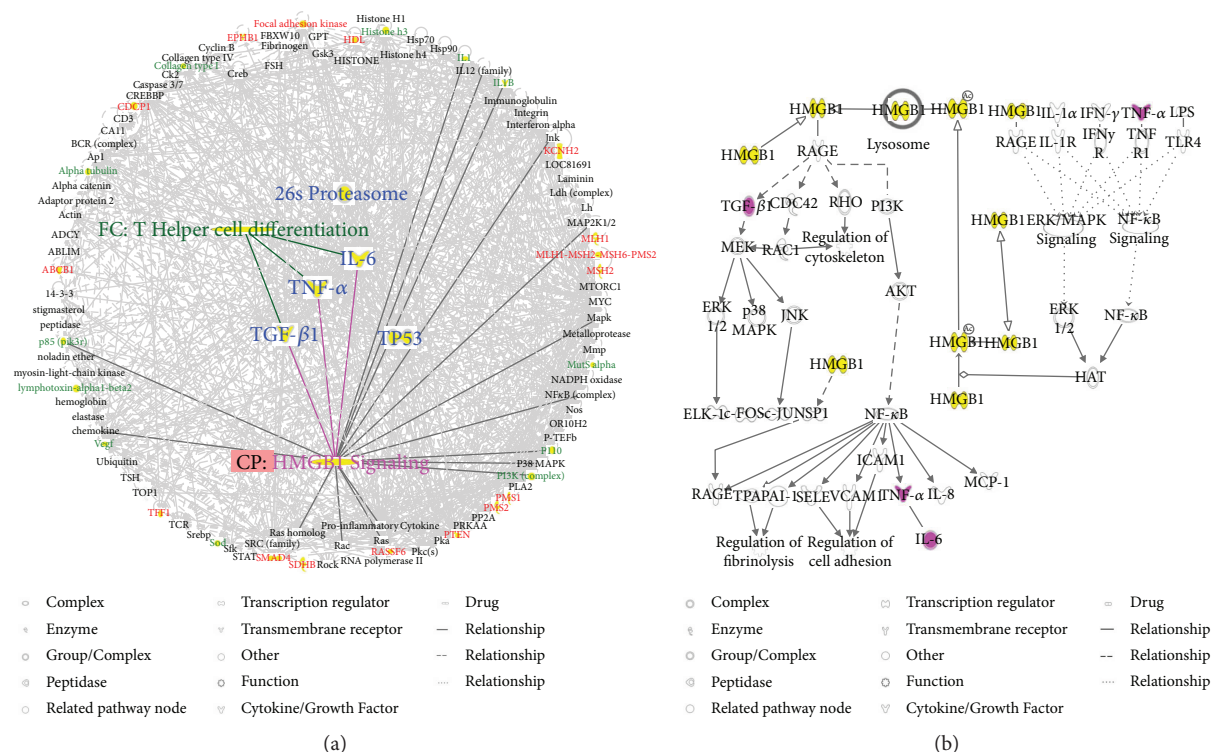 Histone H1
Focal adhesion kinase
Histone h3
EPHB1
FBXW10
GPT
HDL
Hsp70
Cyclin B
Fibrinogen
Hsp90
Collagen type IV
Gsk3
HISTONE
Histone h4
IL1
Collagen type I
FSH
IL12 (family)
Ck2
Creb
IL1B
Caspase 3/7
CREBBP
Immunoglobulin
CDCP1
Integrin
CD3
Interferon alpha
CA11
Jnk
BCR (complex)
KCNH2
Ap1
LOC81691
Alpha tubulin
Laminin
Alpha catenin
26s Proteasome
Ldh (complex)
Adaptor protein 2
Lh
Actin
FC: T Helper cell differentiation
MAP2K1/2
ADCY
MLH1
ABLIM
IL-6
MLH1-MSH2-MSH6-PMS2
ABCB1
MSH2
TNF-α
MTORC1
14-3-3
MYC
stigmasterol
Mapk
peptidase
TGF-β1
TP53
Metalloprotease
p85 (pik3r)
Mmp
noladin ether
MutS alpha
myosin-light-chain kinase
NADPH oxidase
lymphotoxin-alpha1-beta2
NFκB (complex)
hemoglobin
Nos
elastase
OR10H2
chemokine
P-TEFb
Vegf
P110
CP: HMGB1 Signaling
P38 MAPK
Ubiquitin
PI3K (complex)
TSH
PLA2
TOP1
PMS1
TFF1
PMS2
TCR
Pro-inflammatory Cytokine
PP2A
Srebp
Ras homolog
PRKAA
Sod
SRC (family)
Rac
Ras
Pka
PTEN
Stk
RASSF6
Pkc(s)
STAT
SMAD4
SDHB
Rock
RNA polymerase II
Complex
Transcription regulator
Drug
Enzyme
Transmembrane receptor
Relationship
Group/Complex
Other
Relationship
Peptidase
Function
Relationship
Related pathway node
Cytokine/Growth Factor
(a)
Ac
HMGB1
HMGB1
HMGB1
HMGB1
IL-1α
IFN-γ
TNF-α
LPS
Lysosome
HMGB1
RAGE
RAGE
IL-1R
IFNγ
R
TNF
R1
TLR4
TGF-β1
CDC42
RHO
PI3K
HMGB1
ERK/MAPK
Signaling
NF-κB
Signaling
MEK
RAC1
Regulation of
cytoskeleton
AKT
ERK
1/2
p38
MAPK
JNK
ERK
1/2
NF-κB
Ac
HMGB1
HMGB1
HMGB1
HAT
HMGB1
ELK-1
c-FOS
c-JUN
SP1
NF-κB
ICAM1
MCP-1
RAGE
TPA
PAI-1
SELE
VCAM1
TNF-α
IL-8
Regulation of
fibrinolysis
Regulation of
cell adhesion
IL-6
Complex
Transcription regulator
Drug
Enzyme
Transmembrane receptor
Relationship
Group/Complex
Other
Relationship
Peptidase
Function
Relationship
Related pathway node
Cytokine/Growth Factor
(b)